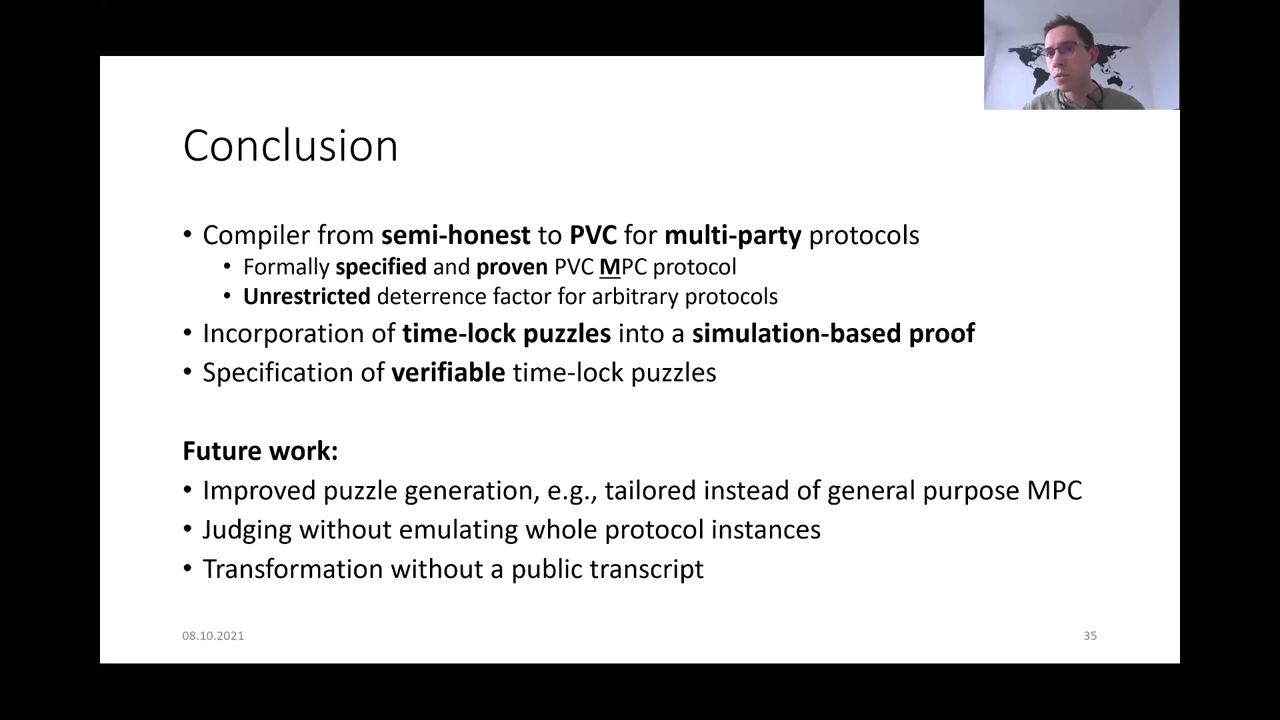 Conclusion
• Compiler from semi-honest to PVC for multi-party protocols
• Formally specified and proven PVC MPC protocol
• Unrestricted deterrence factor for arbitrary protocols
• Incorporation of time-lock puzzles into a simulation-based proof
• Specification of verifiable time-lock puzzles
Future work:
• Improved puzzle generation, e.g., tailored instead of general purpose MPC
• Judging without emulating whole protocol instances
• Transformation without a public transcript
08.10.2021
35